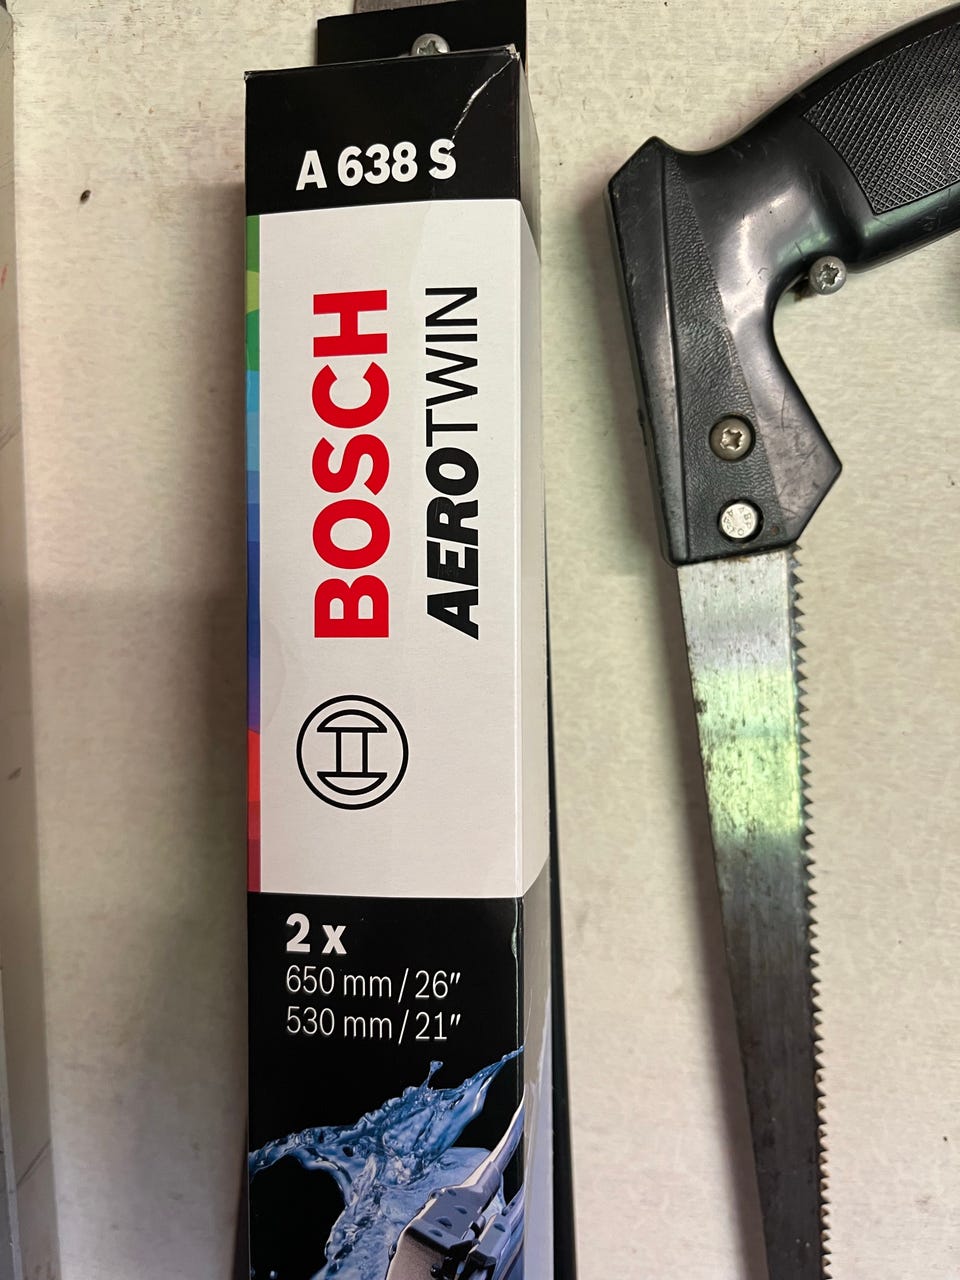 A 638 S
BOSCH
AEROTWIN
2 x
650 mm / 26″
530 mm / 21″